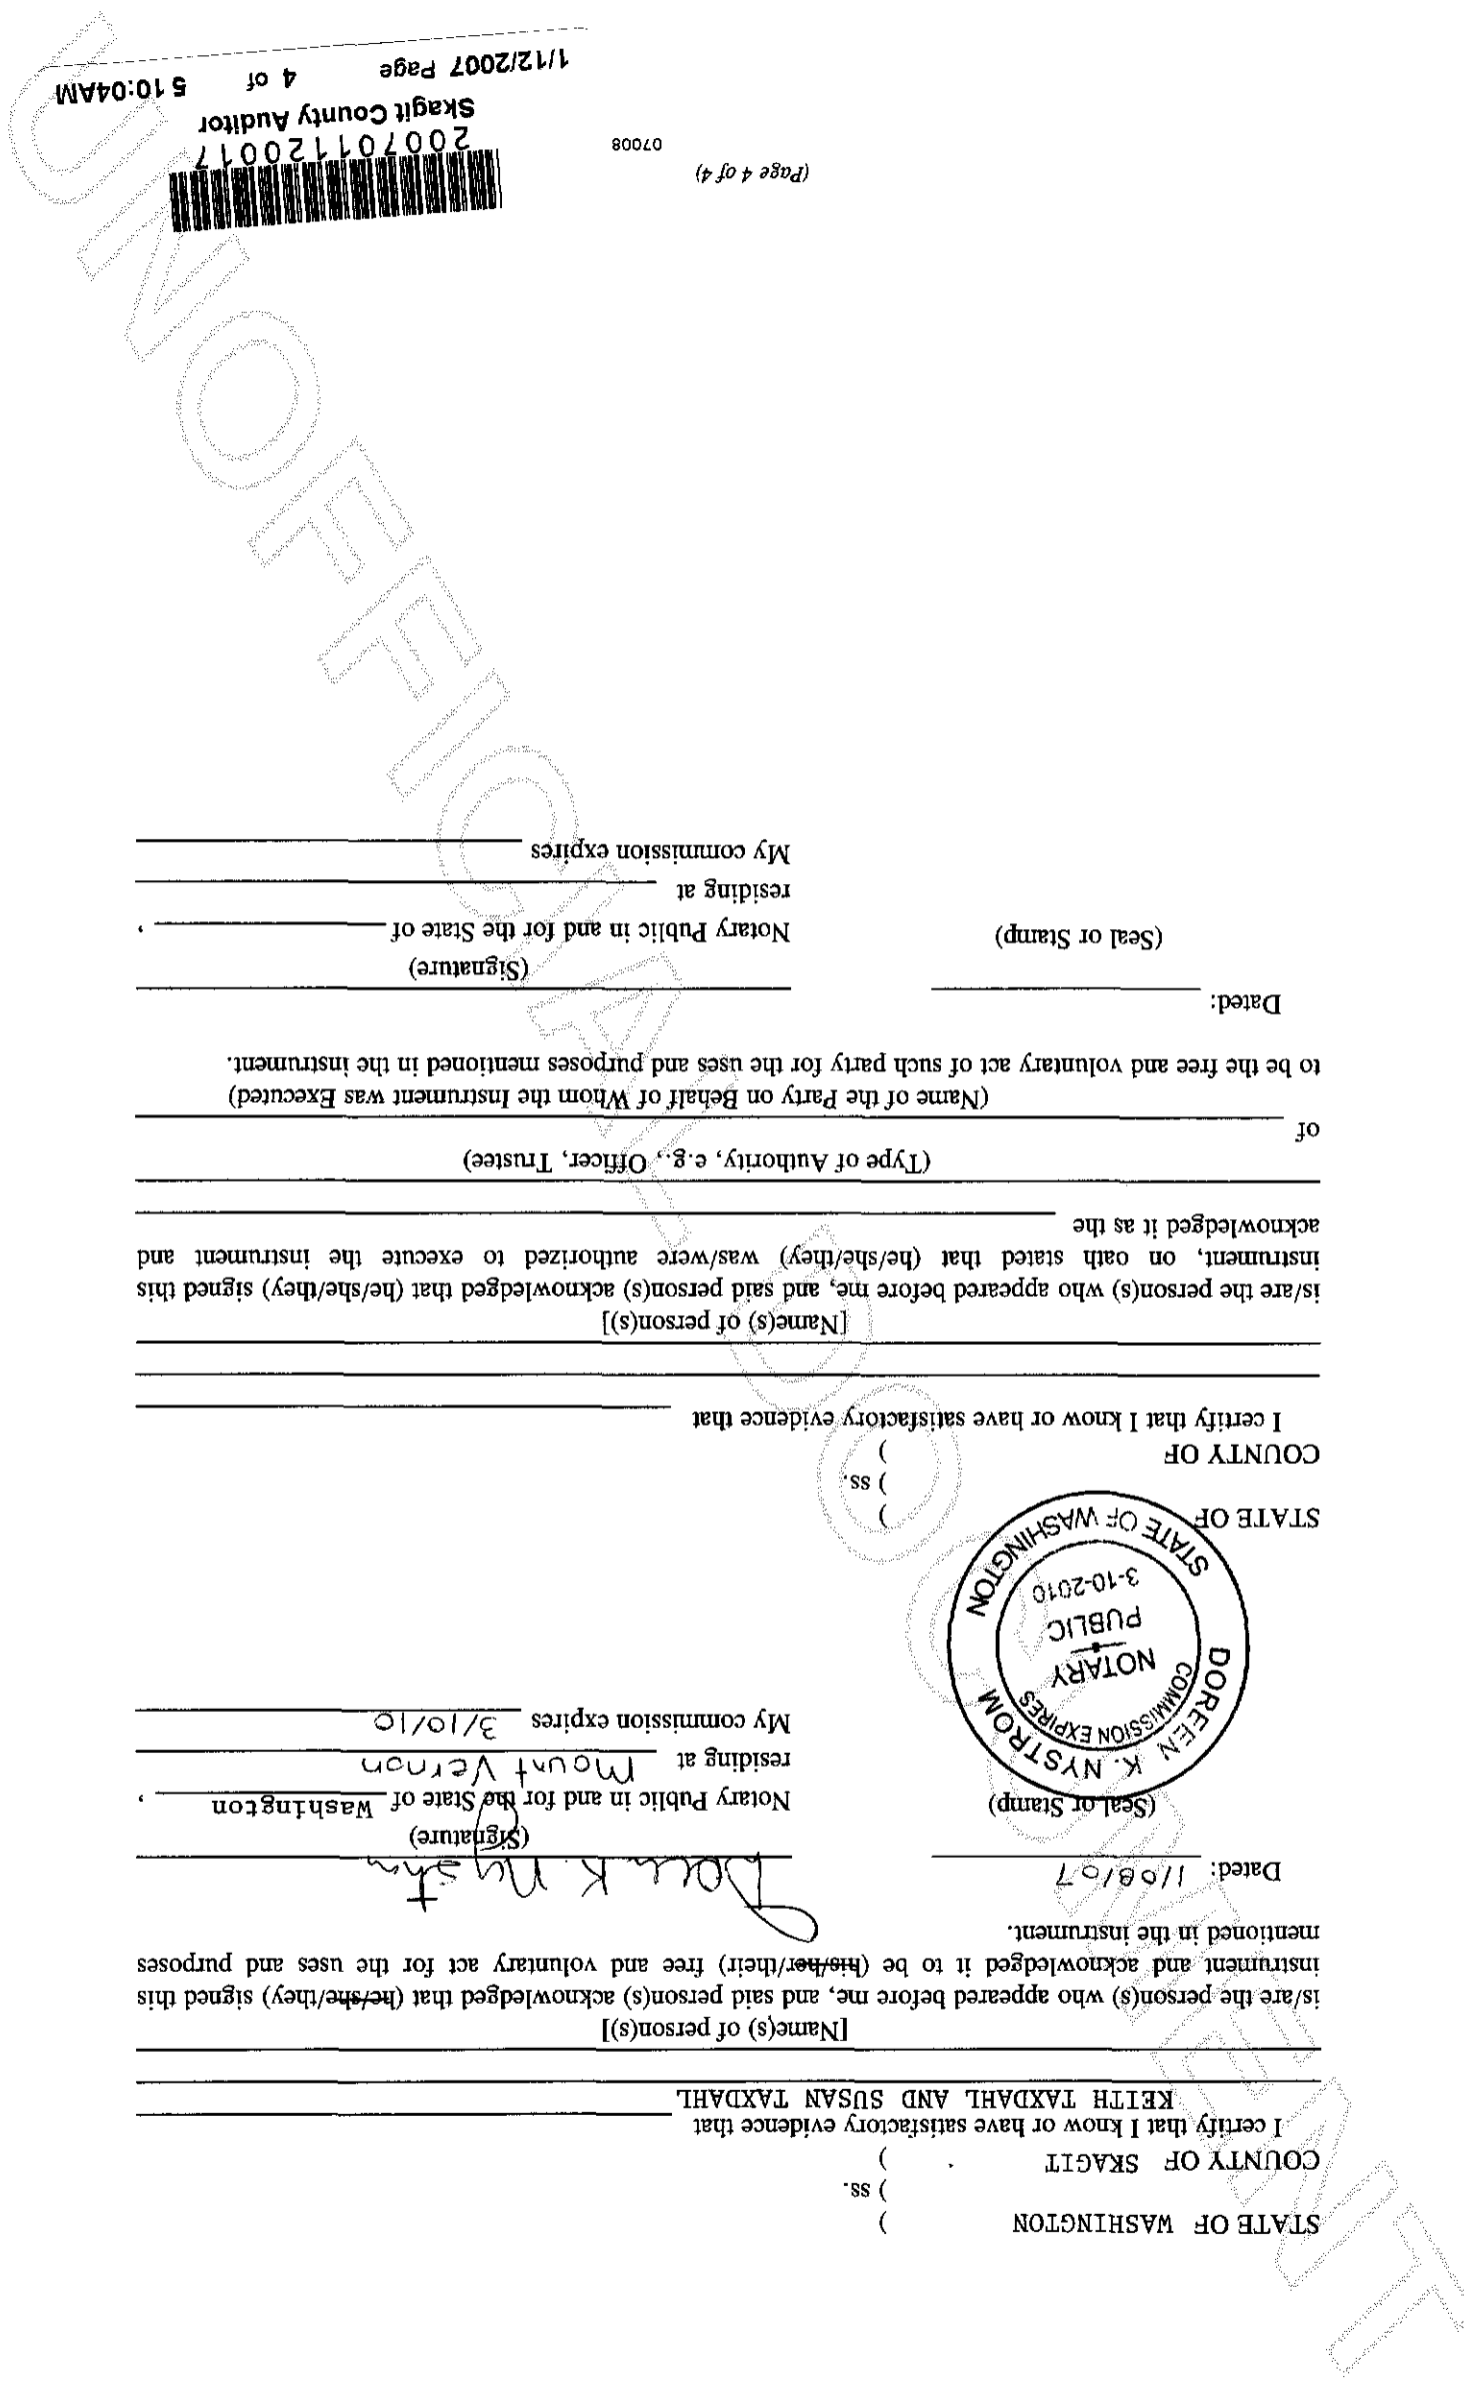 STATE OF WASHINGTON )
) ss.
COUNTY OF SKAGIT )
I certify that I know or have satisfactory evidence that
KEITH TAXDAHL AND SUSAN TAXDAHL
[Name(s) of person(s)]
is/are the person(s) who appeared before me, and said person(s) acknowledged that (he/she/they) signed this
instrument and acknowledged it to be (his/her/their) free and voluntary act for the uses and purposes
mentioned in the instrument.
Dated: 1/08/07 Doreen K. Nystrom
(Signature)
(Seal or Stamp) Notary Public in and for the State of Washington,
residing at Mount Vernon
My commission expires 3/10/10
DOREEN K. NYSTROM
COMMISSION EXPIRES
NOTARY
PUBLIC
3-10-2010
STATE OF WASHINGTON
STATE OF )
) ss.
COUNTY OF )
I certify that I know or have satisfactory evidence that
[Name(s) of person(s)]
is/are the person(s) who appeared before me, and said person(s) acknowledged that (he/she/they) signed this
instrument, on oath stated that (he/she/they) was/were authorized to execute the instrument and
acknowledged it as the
(Type of Authority, e.g., Officer, Trustee)
of
(Name of the Party on Behalf of Whom the Instrument was Executed)
to be the free and voluntary act of such party for the uses and purposes mentioned in the instrument.
Dated:
(Signature)
(Seal or Stamp) Notary Public in and for the State of ,
residing at
My commission expires
(Page 4 of 4)
07008
200701120017
Skagit County Auditor
1/12/2007 Page 4 of 5 10:04AM
UNOFFICIAL DOCUMENT